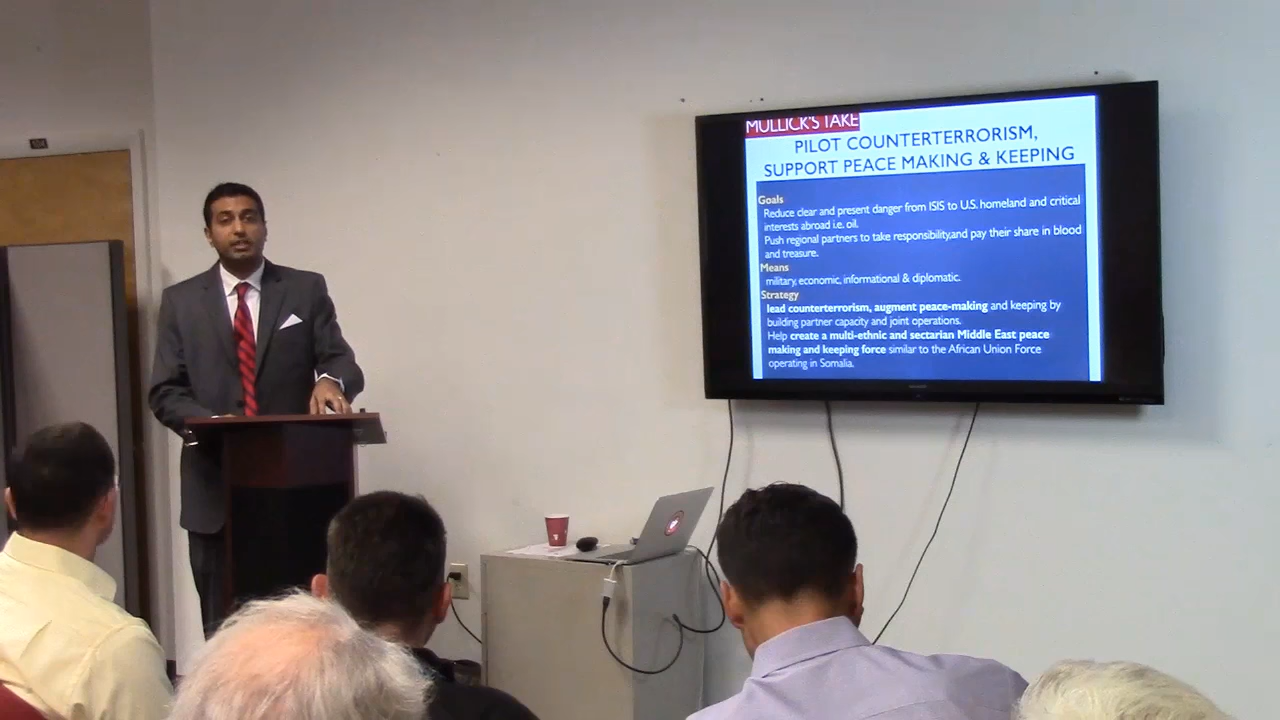 MULLICK'S TAKE
PILOT COUNTERTERRORISM,
SUPPORT PEACE MAKING & KEEPING
Goals
Reduce clear and present danger from ISIS to U.S. homeland and critical
interests abroad i.e. oil.
Push regional partners to take responsibility,and pay their share in blood
and treasure.
Means
military, economic, informational & diplomatic.
Strategy
lead counterterrorism, augment peace-making and keeping by
building partner capacity and joint operations.
Help create a multi-ethnic and sectarian Middle East peace
making and keeping force similar to the African Union Force
operating in Somalia.